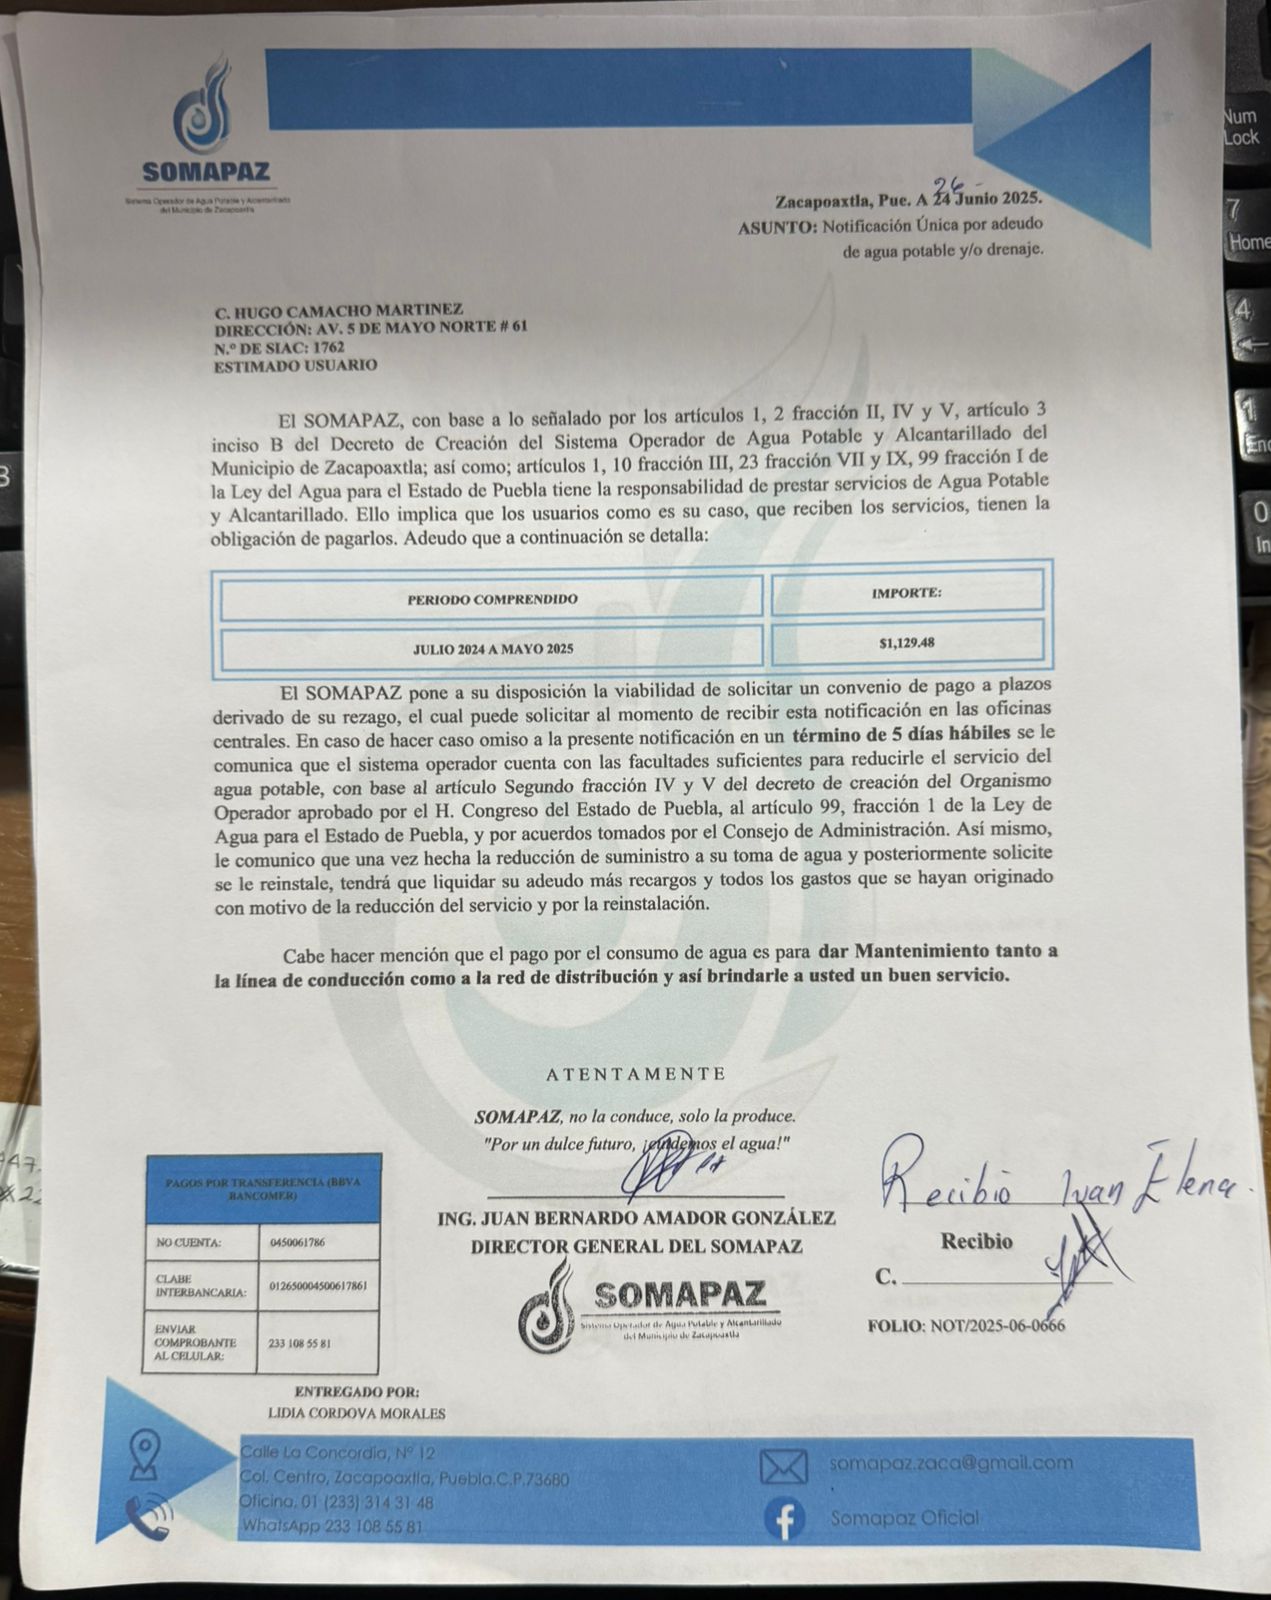 SOMAPAZ
Sistema Operador de Agua Potable y Alcantarillado
del Municipio de Zacapoaxtla
26
Zacapoaxtla, Pue. A 24 Junio 2025.
ASUNTO: Notificación Única por adeudo
de agua potable y/o drenaje.
C. HUGO CAMACHO MARTINEZ
DIRECCIÓN: AV. 5 DE MAYO NORTE # 61
N.º DE SIAC: 1762
ESTIMADO USUARIO
El SOMAPAZ, con base a lo señalado por los artículos 1, 2 fracción II, IV y V, artículo 3
inciso B del Decreto de Creación del Sistema Operador de Agua Potable y Alcantarillado del
Municipio de Zacapoaxtla; así como; artículos 1, 10 fracción III, 23 fracción VII y IX, 99 fracción I de
la Ley del Agua para el Estado de Puebla tiene la responsabilidad de prestar servicios de Agua Potable
y Alcantarillado. Ello implica que los usuarios como es su caso, que reciben los servicios, tienen la
obligación de pagarlos. Adeudo que a continuación se detalla:
PERIODO COMPRENDIDO IMPORTE:
JULIO 2024 A MAYO 2025 $1,129.48
El SOMAPAZ pone a su disposición la viabilidad de solicitar un convenio de pago a plazos
derivado de su rezago, el cual puede solicitar al momento de recibir esta notificación en las oficinas
centrales. En caso de hacer caso omiso a la presente notificación en un término de 5 días hábiles se le
comunica que el sistema operador cuenta con las facultades suficientes para reducirle el servicio del
agua potable, con base al artículo Segundo fracción IV y V del decreto de creación del Organismo
Operador aprobado por el H. Congreso del Estado de Puebla, al artículo 99, fracción 1 de la Ley de
Agua para el Estado de Puebla, y por acuerdos tomados por el Consejo de Administración. Así mismo,
le comunico que una vez hecha la reducción de suministro a su toma de agua y posteriormente solicite
se le reinstale, tendrá que liquidar su adeudo más recargos y todos los gastos que se hayan originado
con motivo de la reducción del servicio y por la reinstalación.
Cabe hacer mención que el pago por el consumo de agua es para dar Mantenimiento tanto a
la línea de conducción como a la red de distribución y así brindarle a usted un buen servicio.
ATENTAMENTE
SOMAPAZ, no la conduce, solo la produce.
"Por un dulce futuro, ¡cuidemos el agua!"
ING. JUAN BERNARDO AMADOR GONZÁLEZ
DIRECTOR GENERAL DEL SOMAPAZ
SOMAPAZ
Sistema Operador de Agua Potable y Alcantarillado
del Municipio de Zacapoaxtla
Recibio Ivan Elena.
Recibio
C.
FOLIO: NOT/2025-06-0666
PAGOS POR TRANSFERENCIA (BBVA
BANCOMER)
NO CUENTA: 0450061786
CLABE
INTERBANCARIA: 012650004500617861
ENVIAR
COMPROBANTE
AL CELULAR: 233 108 55 81
ENTREGADO POR:
LIDIA CORDOVA MORALES
Calle La Concordia, Nº 12
Col. Centro, Zacapoaxtla, Puebla.C.P.73680
Oficina. 01 (233) 314 31 48
WhatsApp 233 108 55 81
somapaz.zaca@gmail.com
Somapaz Oficial
Num
Lock
7
Home
4
1
End
0
In